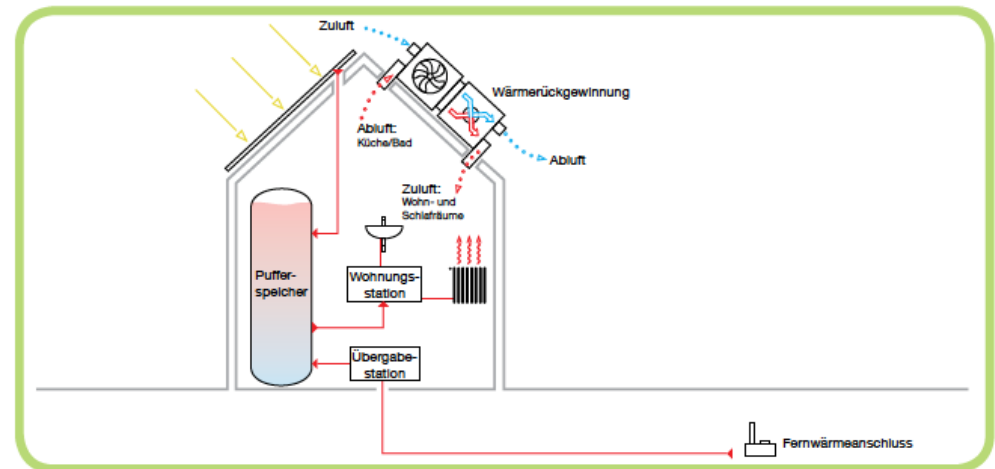 Zuluft
Wärmerückgewinnung
Abluft:
Küche/Bad
Abluft
Zuluft:
Wohn- und
Schlafräume
Puffer-
speicher
Wohnungs-
station
Übergabe-
station
Fernwärmeanschluss